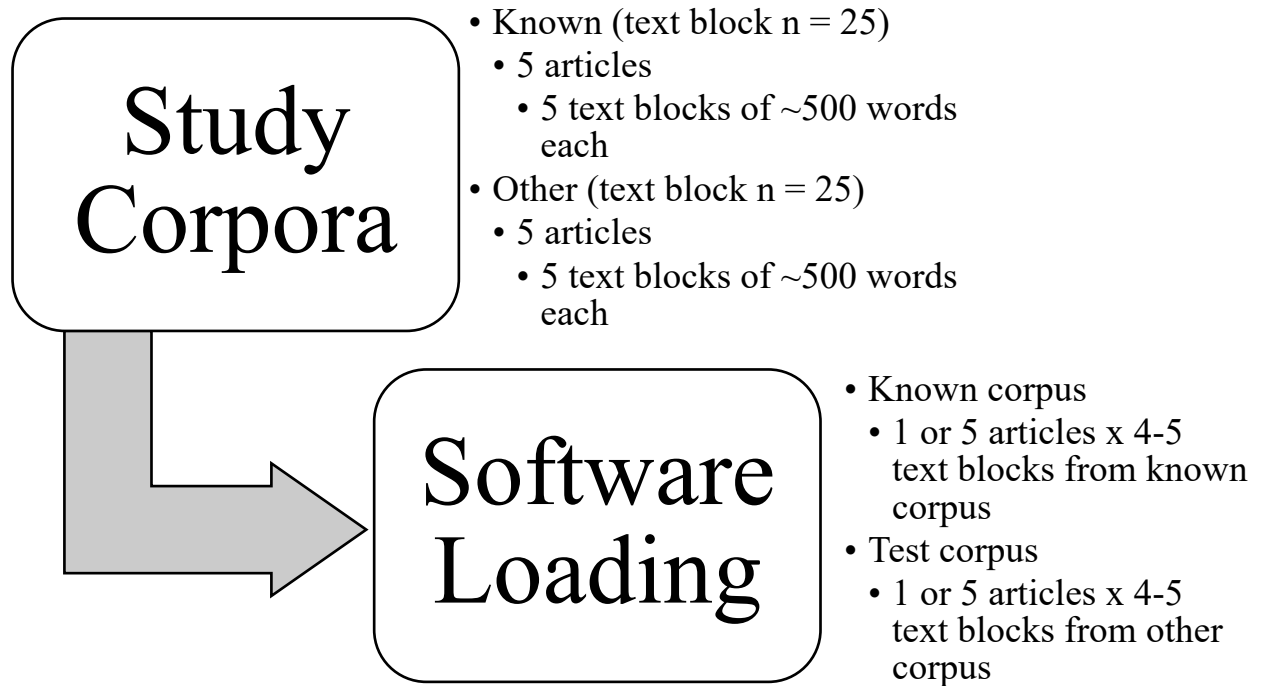 Study
Corpora
• Known (text block n = 25)
• 5 articles
• 5 text blocks of ~500 words
each
• Other (text block n = 25)
• 5 articles
• 5 text blocks of ~500 words
each
Software
Loading
• Known corpus
• 1 or 5 articles x 4-5
text blocks from known
corpus
• Test corpus
• 1 or 5 articles x 4-5
text blocks from other
corpus